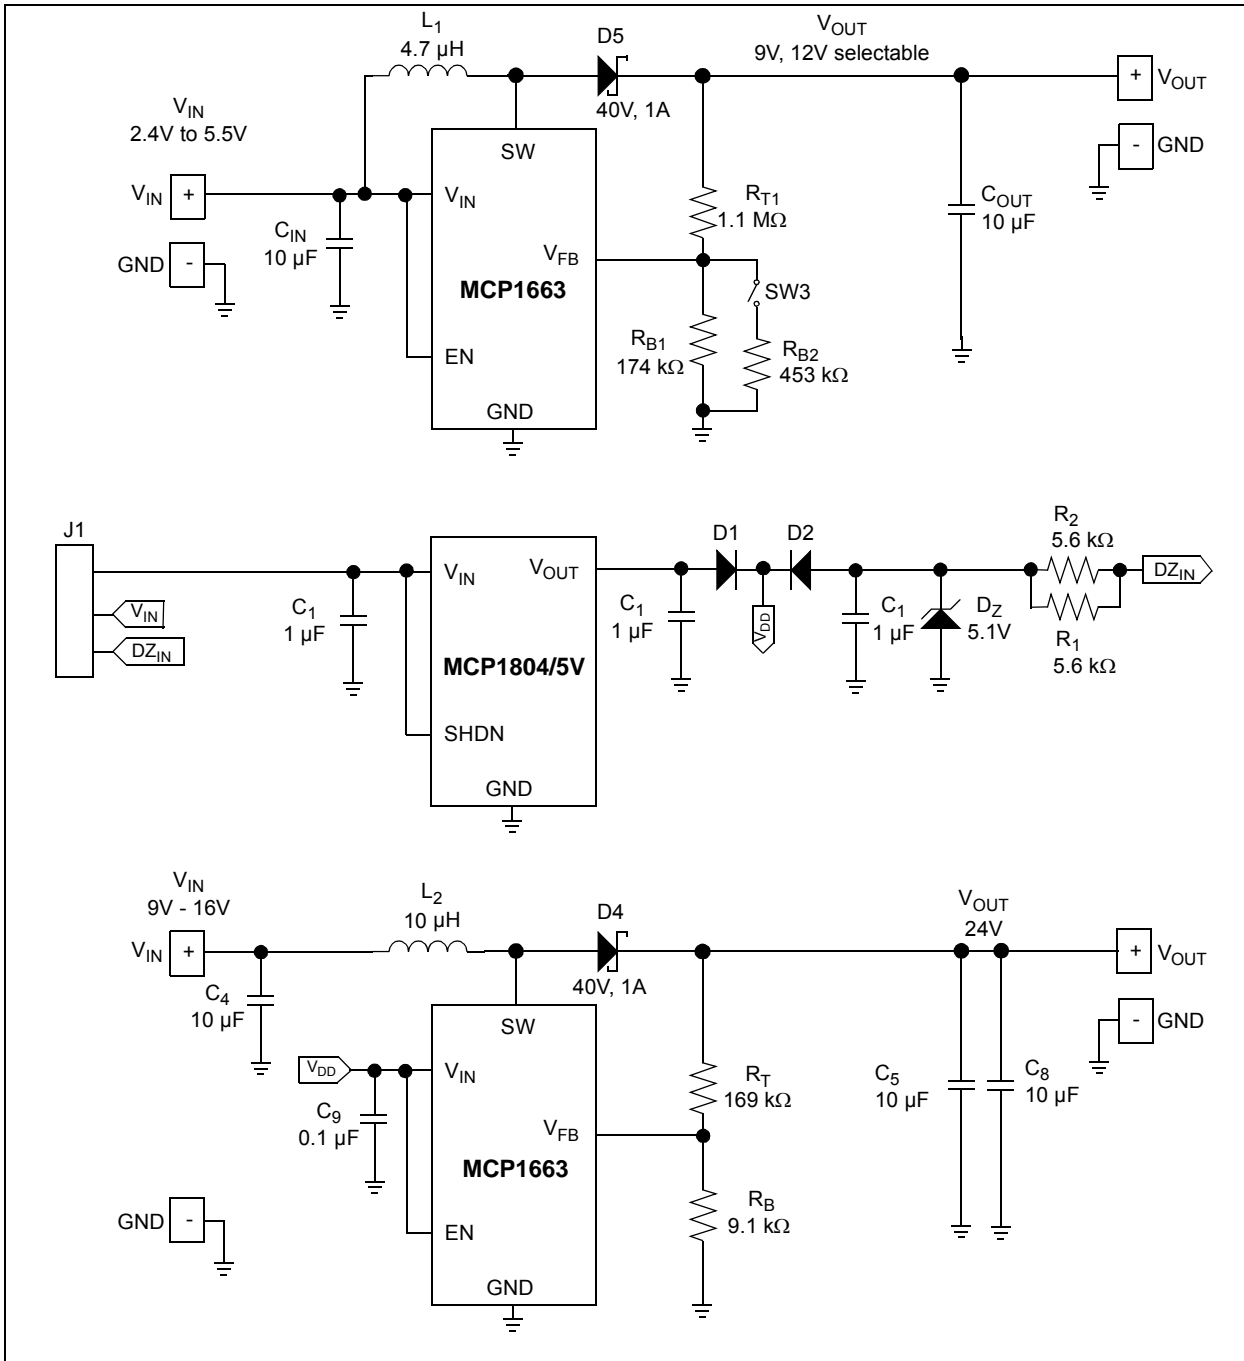 L1
4.7 µH
D5
40V, 1A
VOUT
9V, 12V selectable
+
VOUT
-
GND
VIN
2.4V to 5.5V
VIN
+
GND
-
CIN
10 µF
SW
VIN
VFB
MCP1663
EN
GND
RT1
1.1 MΩ
SW3
RB1
174 kΩ
RB2
453 kΩ
COUT
10 µF
J1
VIN
DZIN
C1
1 µF
VIN
VOUT
MCP1804/5V
SHDN
GND
C1
1 µF
D1
D2
VDD
C1
1 µF
DZ
5.1V
R2
5.6 kΩ
R1
5.6 kΩ
DZIN
VIN
9V - 16V
VIN
+
C4
10 µF
L2
10 µH
D4
40V, 1A
VOUT
24V
+
VOUT
-
GND
VDD
C9
0.1 µF
SW
VIN
VFB
MCP1663
EN
GND
RT
169 kΩ
RB
9.1 kΩ
C5
10 µF
C8
10 µF
GND
-